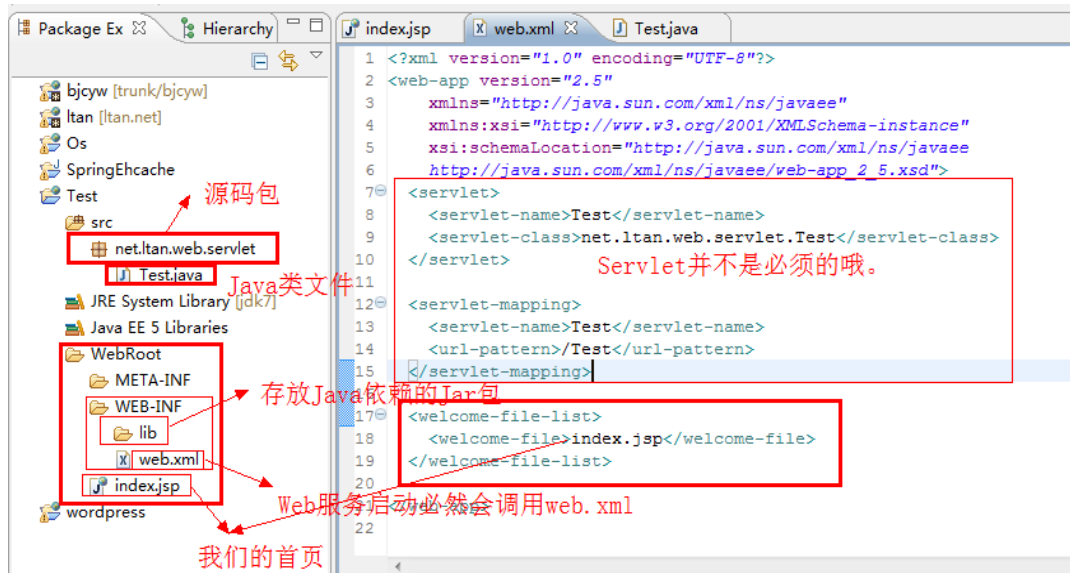 Package Ex
Hierarchy
bjcyw [trunk/bjcyw]
ltan [ltan.net]
Os
SpringEhcache
Test
源码包
src
net.ltan.web.servlet
Test.java
Java类文件
JRE System Library [jdk7]
Java EE 5 Libraries
WebRoot
META-INF
存放Java依赖的Jar包
WEB-INF
lib
web.xml
index.jsp
Web服务启动必然会调用web.xml
wordpress
我们的首页
index.jsp
web.xml
Test.java
1 <?xml version="1.0" encoding="UTF-8"?>
2 <web-app version="2.5"
3 xmlns="http://java.sun.com/xml/ns/javaee"
4 xmlns:xsi="http://www.w3.org/2001/XMLSchema-instance"
5 xsi:schemaLocation="http://java.sun.com/xml/ns/javaee
6 http://java.sun.com/xml/ns/javaee/web-app_2_5.xsd">
7 <servlet>
8 <servlet-name>Test</servlet-name>
9 <servlet-class>net.ltan.web.servlet.Test</servlet-class>
10 </servlet>
Servlet并不是必须的哦。
11
12 <servlet-mapping>
13 <servlet-name>Test</servlet-name>
14 <url-pattern>/Test</url-pattern>
15 </servlet-mapping>
17 <welcome-file-list>
18 <welcome-file>index.jsp</welcome-file>
19 </welcome-file-list>
20
22